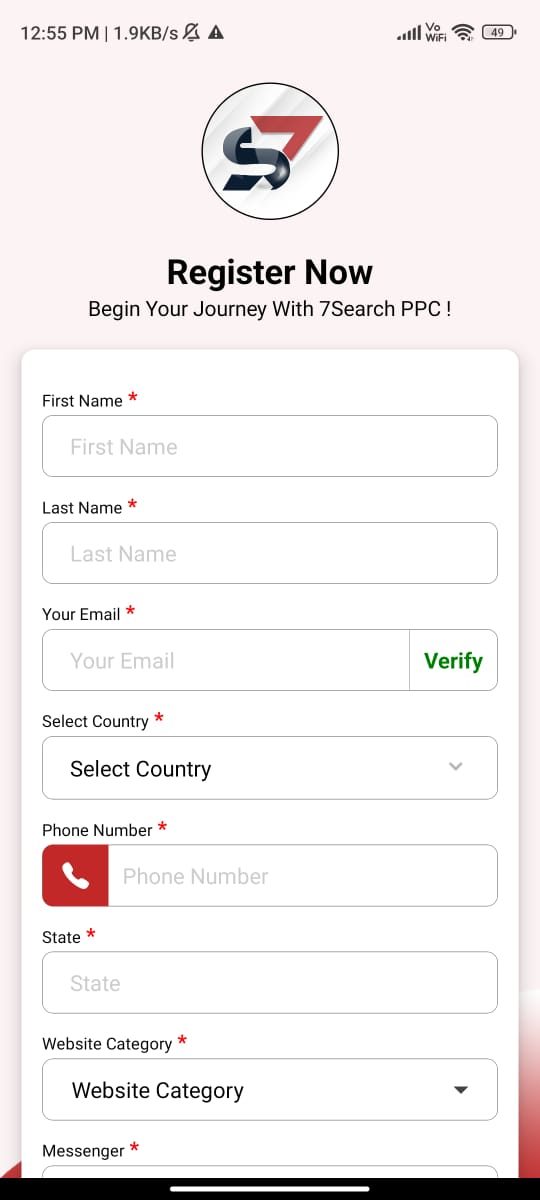 12:55 PM | 1.9KB/s
Vo
WiFi
49
S7
Register Now
Begin Your Journey With 7Search PPC !
First Name *
First Name
Last Name *
Last Name
Your Email *
Your Email
Verify
Select Country *
Select Country
Phone Number *
Phone Number
State *
State
Website Category *
Website Category
Messenger *